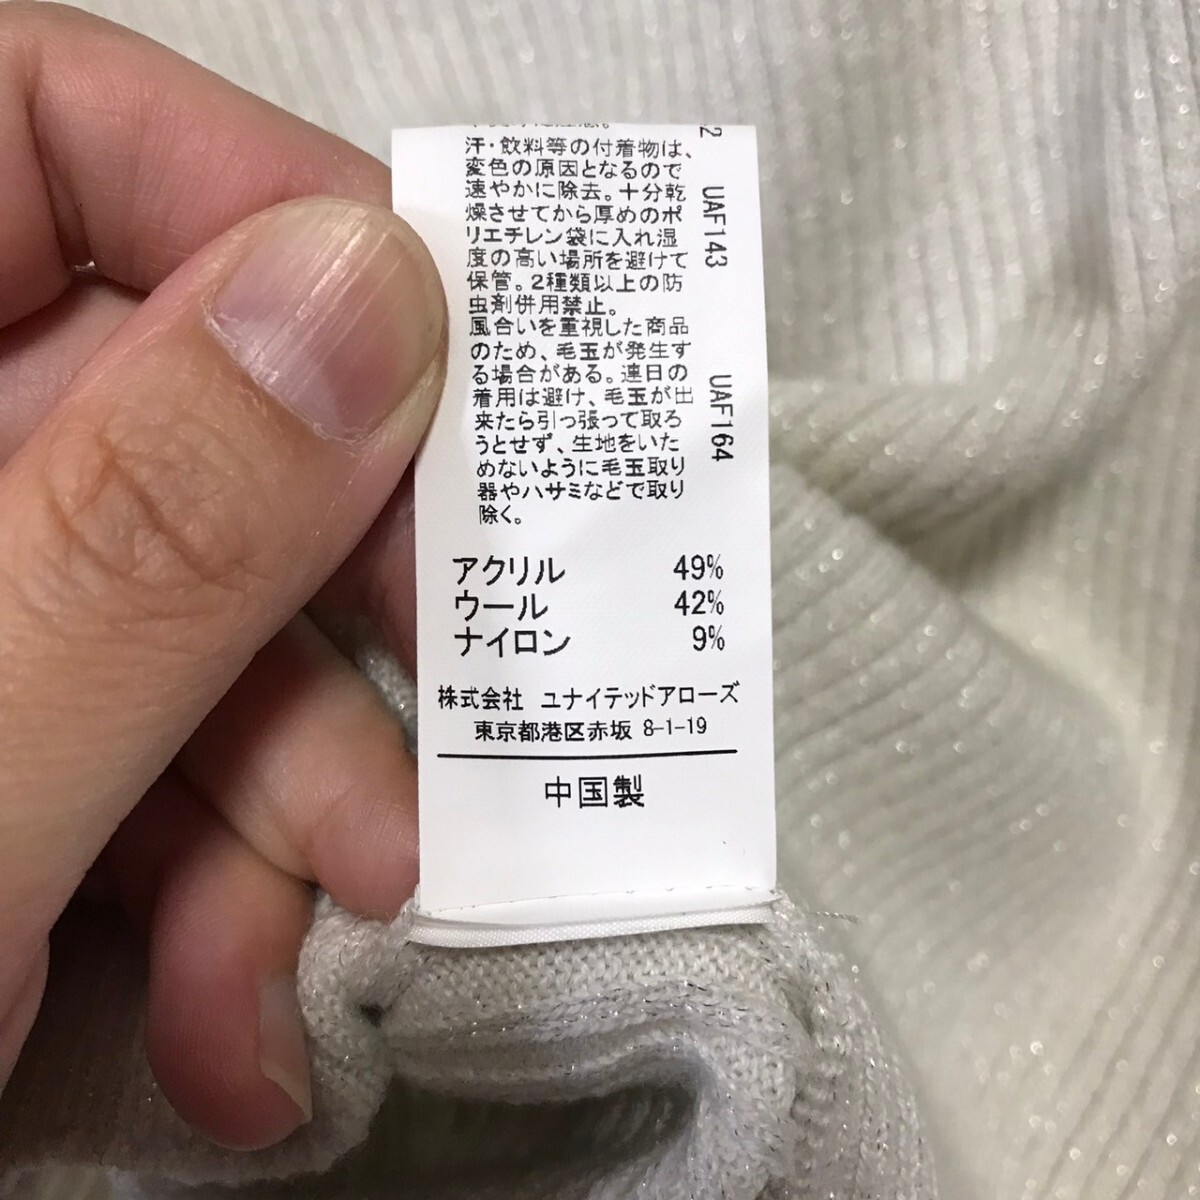 汗・飲料等の付着物は、
変色の原因となるので
速やかに除去。十分乾
燥させてから厚めのポ
リエチレン袋に入れ湿
度の高い場所を避けて
保管。2種類以上の防
虫剤併用禁止。
風合いを重視した商品
のため、毛玉が発生す
る場合がある。連日の
着用は避け、毛玉が出
来たら引っ張って取ろ
うとせず、生地をいた
めないように毛玉取り
器やハサミなどで取り
除く。
UAF143
UAF164
アクリル 49%
ウール 42%
ナイロン 9%
株式会社 ユナイテッドアローズ
東京都港区赤坂 8-1-19
中国製